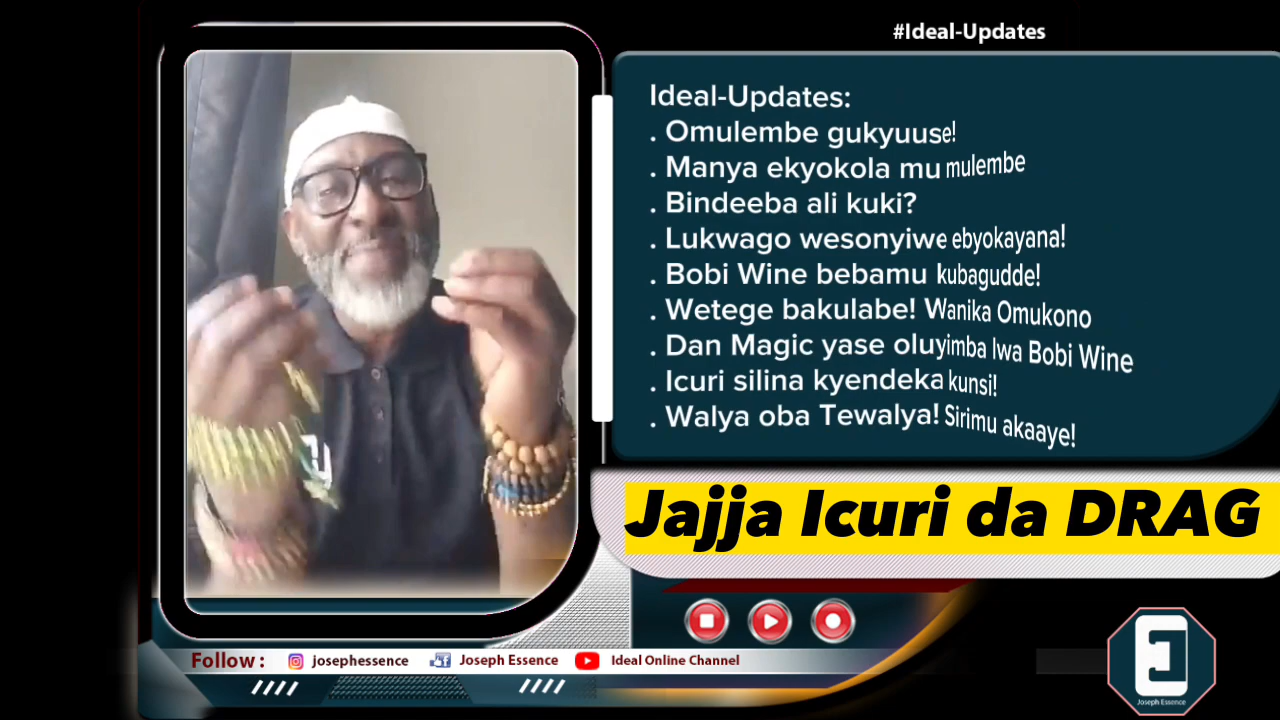 #Ideal-Updates
Ideal-Updates:
. Omulembe gukyuuse!
. Manya ekyokola mu mulembe
. Bindeeba ali kuki?
. Lukwago wesonyiwe ebyokayana!
. Bobi Wine bebamu kubagudde!
. Wetege bakulabe! Wanika Omukono
. Dan Magic yase oluyimba lwa Bobi Wine
. Icuri silina kyendeka kunsi!
. Walya oba Tewalya! Sirimu akaaye!
Jajja Icuri da DRAG
Follow : josephessence Joseph Essence Ideal Online Channel
Joseph Essence